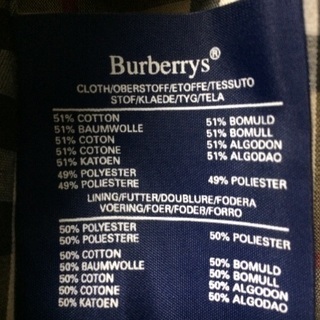 Burberrys®
CLOTH/OBERSTOFF/ETOFFE/TESSUTO
STOF/KLAEDE/TYG/TELA
51% COTTON
51% BAUMWOLLE 51% BOMULD
51% COTON 51% BOMULL
51% COTONE 51% ALGODON
51% KATOEN 51% ALGODAO
49% POLYESTER
49% POLIESTERE 49% POLIESTER
LINING/FUTTER/DOUBLURE/FODERA
VOERING/FOER/FODER/FORRO
50% POLYESTER
50% POLIESTERE 50% POLIESTER
50% COTTON
50% BAUMWOLLE 50% BOMULD
50% COTON 50% BOMULL
50% COTONE 50% ALGODON
50% KATOEN 50% ALGODAO